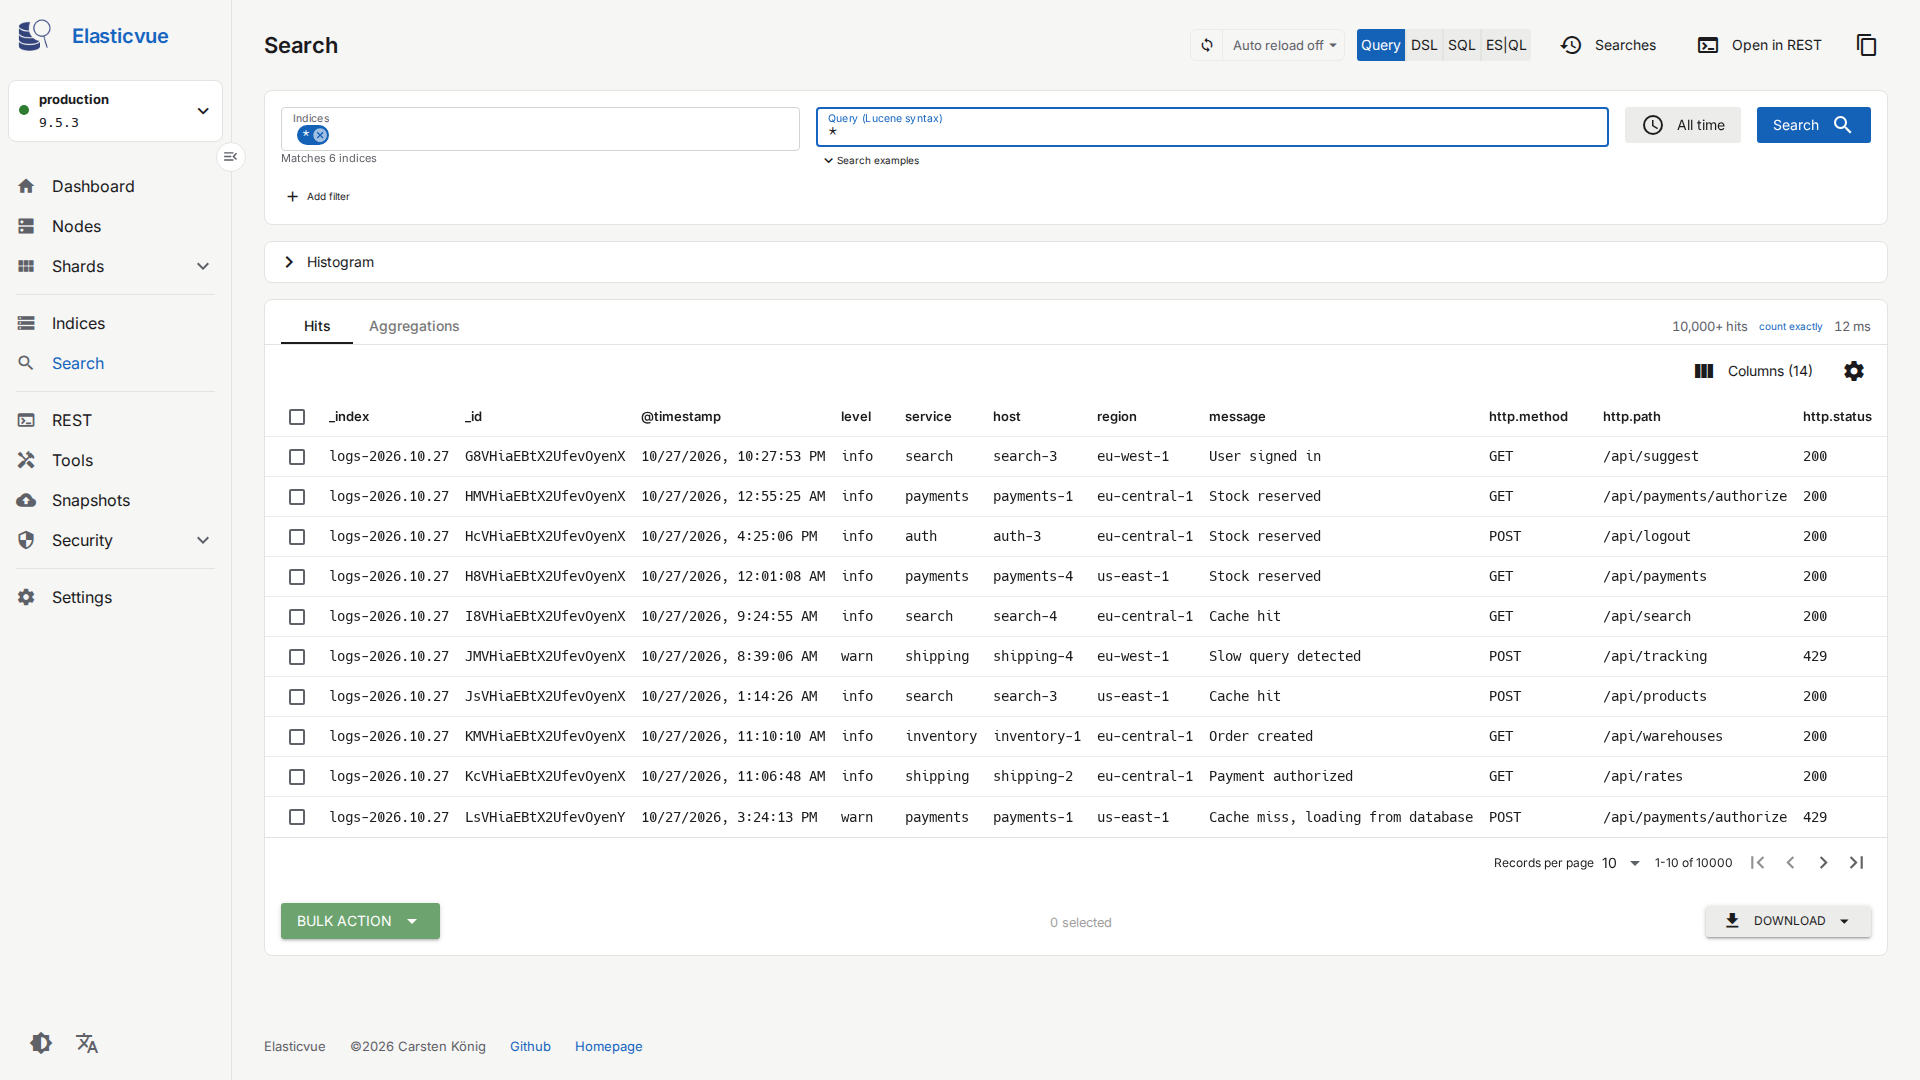 Elasticvue
production
9.5.3
Dashboard
Nodes
Shards
Indices
Search
REST
Tools
Snapshots
Security
Settings
Search
Auto reload off
Query DSL SQL ES|QL
Searches
Open in REST
Indices
*
Matches 6 indices
Query (Lucene syntax)
*
Search examples
All time
Search
Add filter
Histogram
Hits Aggregations
10,000+ hits count exactly 12 ms
Columns (14)
_index _id @timestamp level service host region message http.method http.path http.status
logs-2026.10.27 G8VHiaEBtX2UfevOyenX 10/27/2026, 10:27:53 PM info search search-3 eu-west-1 User signed in GET /api/suggest 200
logs-2026.10.27 HMVHiaEBtX2UfevOyenX 10/27/2026, 12:55:25 AM info payments payments-1 eu-central-1 Stock reserved GET /api/payments/authorize 200
logs-2026.10.27 HcVHiaEBtX2UfevOyenX 10/27/2026, 4:25:06 PM info auth auth-3 eu-central-1 Stock reserved POST /api/logout 200
logs-2026.10.27 H8VHiaEBtX2UfevOyenX 10/27/2026, 12:01:08 AM info payments payments-4 us-east-1 Stock reserved GET /api/payments 200
logs-2026.10.27 I8VHiaEBtX2UfevOyenX 10/27/2026, 9:24:55 AM info search search-4 eu-central-1 Cache hit GET /api/search 200
logs-2026.10.27 JMVHiaEBtX2UfevOyenX 10/27/2026, 8:39:06 AM warn shipping shipping-4 eu-west-1 Slow query detected POST /api/tracking 429
logs-2026.10.27 JsVHiaEBtX2UfevOyenX 10/27/2026, 1:14:26 AM info search search-3 us-east-1 Cache hit POST /api/products 200
logs-2026.10.27 KMVHiaEBtX2UfevOyenX 10/27/2026, 11:10:10 AM info inventory inventory-1 eu-central-1 Order created GET /api/warehouses 200
logs-2026.10.27 KcVHiaEBtX2UfevOyenX 10/27/2026, 11:06:48 AM info shipping shipping-2 eu-central-1 Payment authorized GET /api/rates 200
logs-2026.10.27 LsVHiaEBtX2UfevOyenY 10/27/2026, 3:24:13 PM warn payments payments-1 us-east-1 Cache miss, loading from database POST /api/payments/authorize 429
Records per page 10 1-10 of 10000
BULK ACTION
0 selected
DOWNLOAD
Elasticvue ©2026 Carsten König Github Homepage